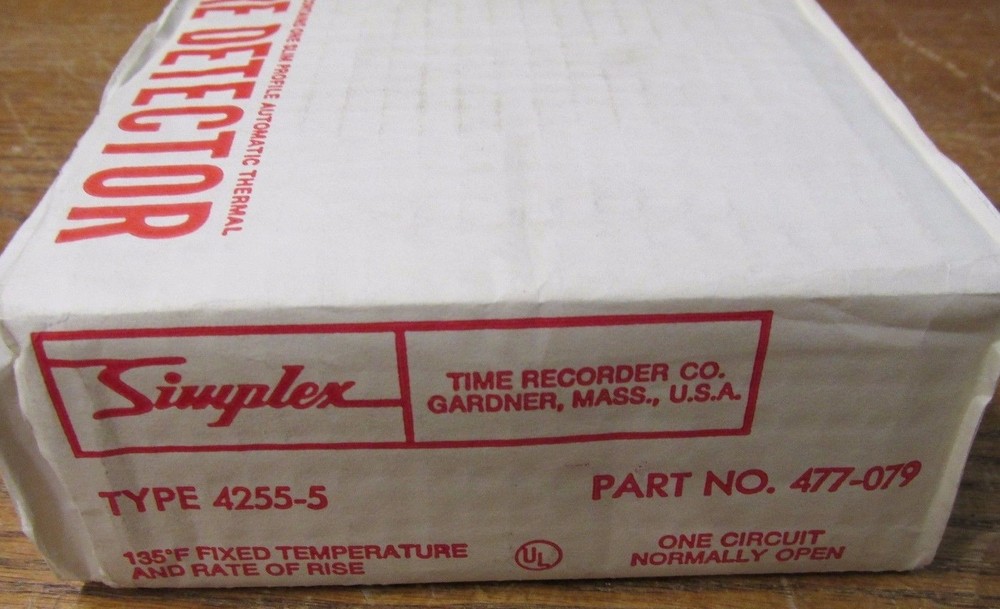 DETECTOR
ONE SLIM PROFILE AUTOMATIC THERMAL
Simplex
TIME RECORDER CO.
GARDNER, MASS., U.S.A.
TYPE 4255-5
PART NO. 477-079
135°F FIXED TEMPERATURE
AND RATE OF RISE
UL
ONE CIRCUIT
NORMALLY OPEN